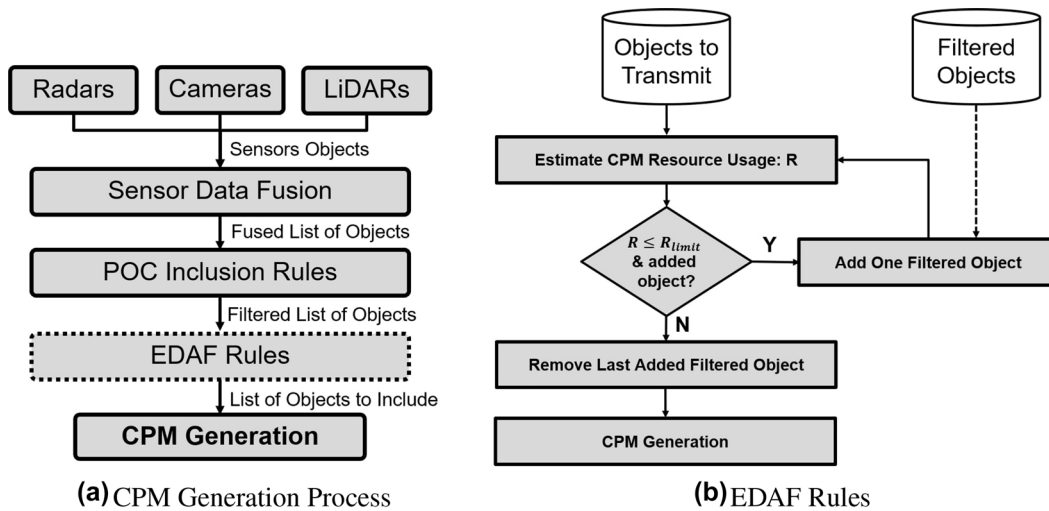 Radars
Cameras
LiDARs
Sensors Objects
Sensor Data Fusion
Fused List of Objects
POC Inclusion Rules
Filtered List of Objects
EDAF Rules
List of Objects to Include
CPM Generation
(a) CPM Generation Process
Objects to
Transmit
Filtered
Objects
Estimate CPM Resource Usage: R
R ≤ R_limit
& added
object?
Y
Add One Filtered Object
N
Remove Last Added Filtered Object
CPM Generation
(b) EDAF Rules